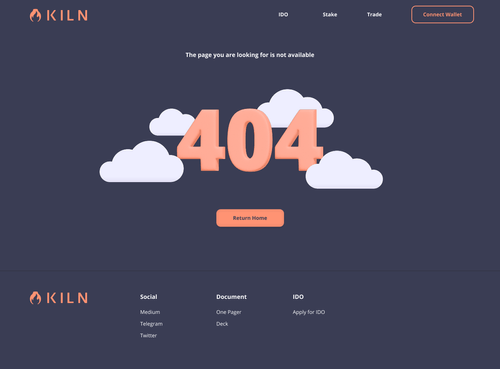 KILN
IDO Stake Trade Connect Wallet
The page you are looking for is not available
404
Return Home
KILN
Social Document IDO
Medium One Pager Apply for IDO
Telegram Deck
Twitter